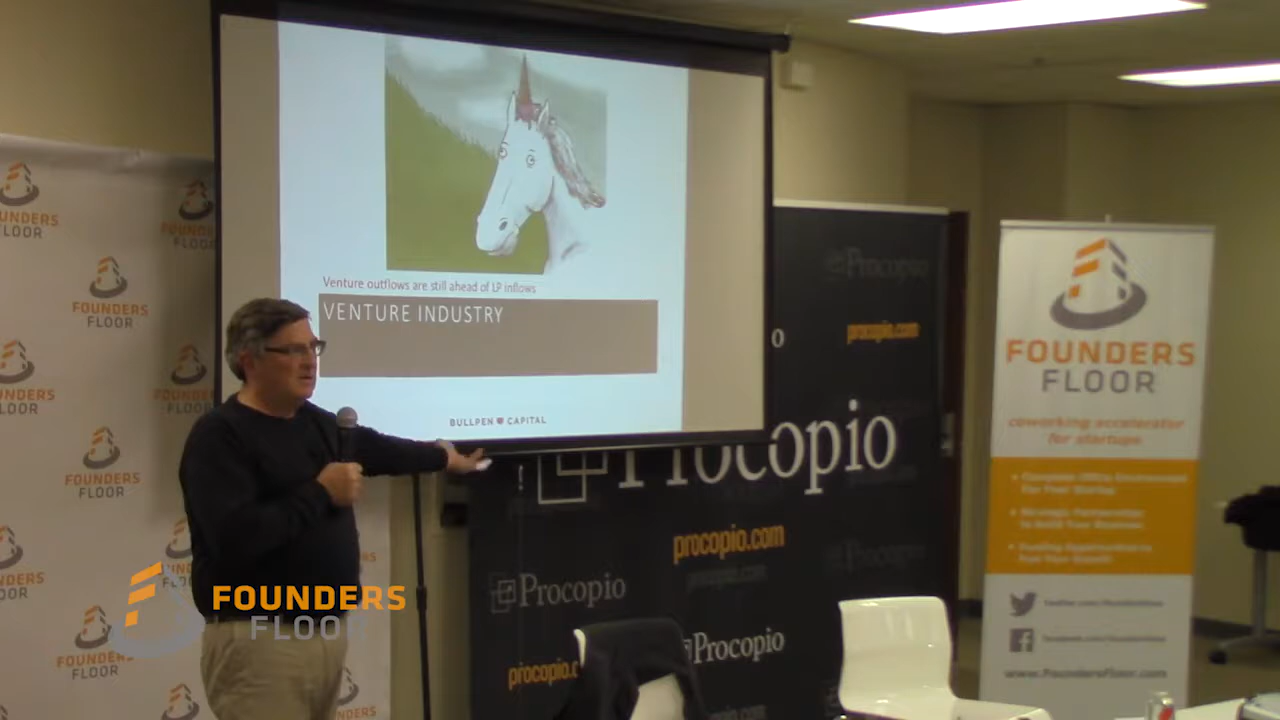 Venture outflows are still ahead of LP inflows
VENTURE INDUSTRY
BULLPEN CAPITAL
FOUNDERS
FLOOR
FOUNDERS
FLOOR
FOUNDERS
FLOOR
FOUNDERS
FLOOR
FOUNDERS
FLOOR
FOUNDERS
FLOOR
Procopio
procopio.com
Procopio
procopio.com
Procopio
Procopio
procopio.com
FOUNDERS
FLOOR
coworking accelerator
for startups
www.FoundersFloor.com